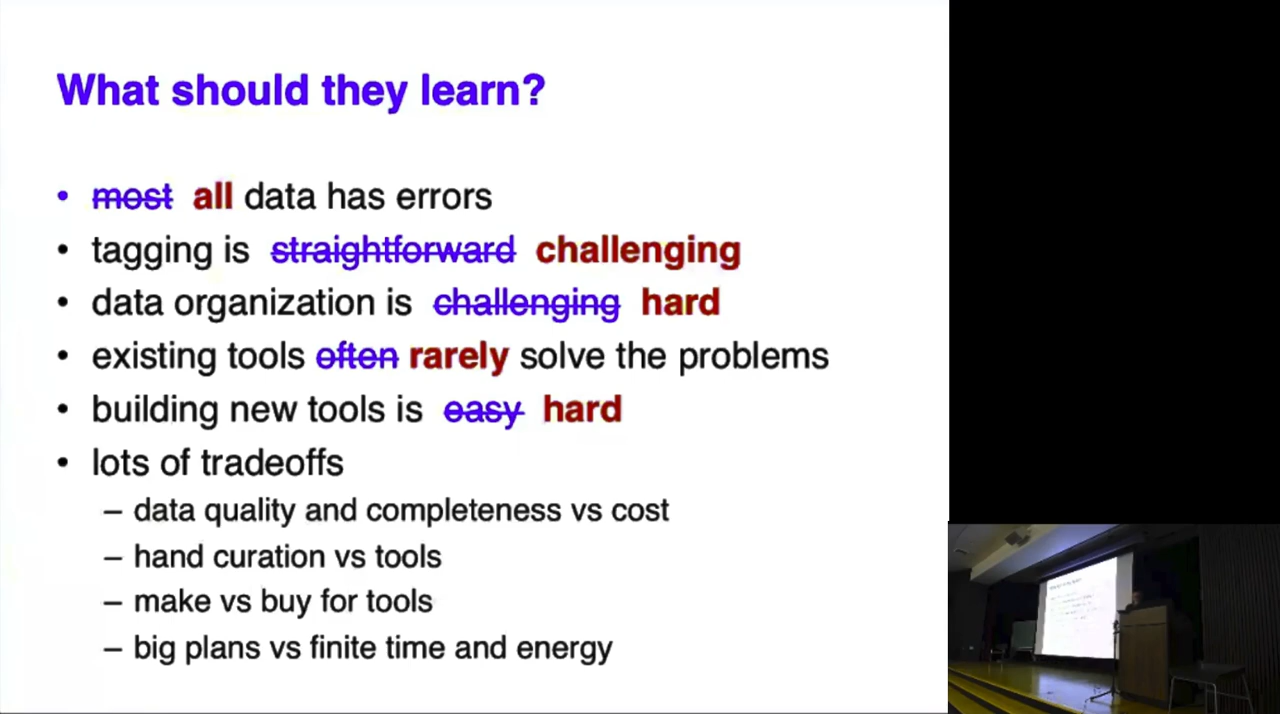 What should they learn?
• most all data has errors
• tagging is straightforward challenging
• data organization is challenging hard
• existing tools often rarely solve the problems
• building new tools is easy hard
• lots of tradeoffs
– data quality and completeness vs cost
– hand curation vs tools
– make vs buy for tools
– big plans vs finite time and energy